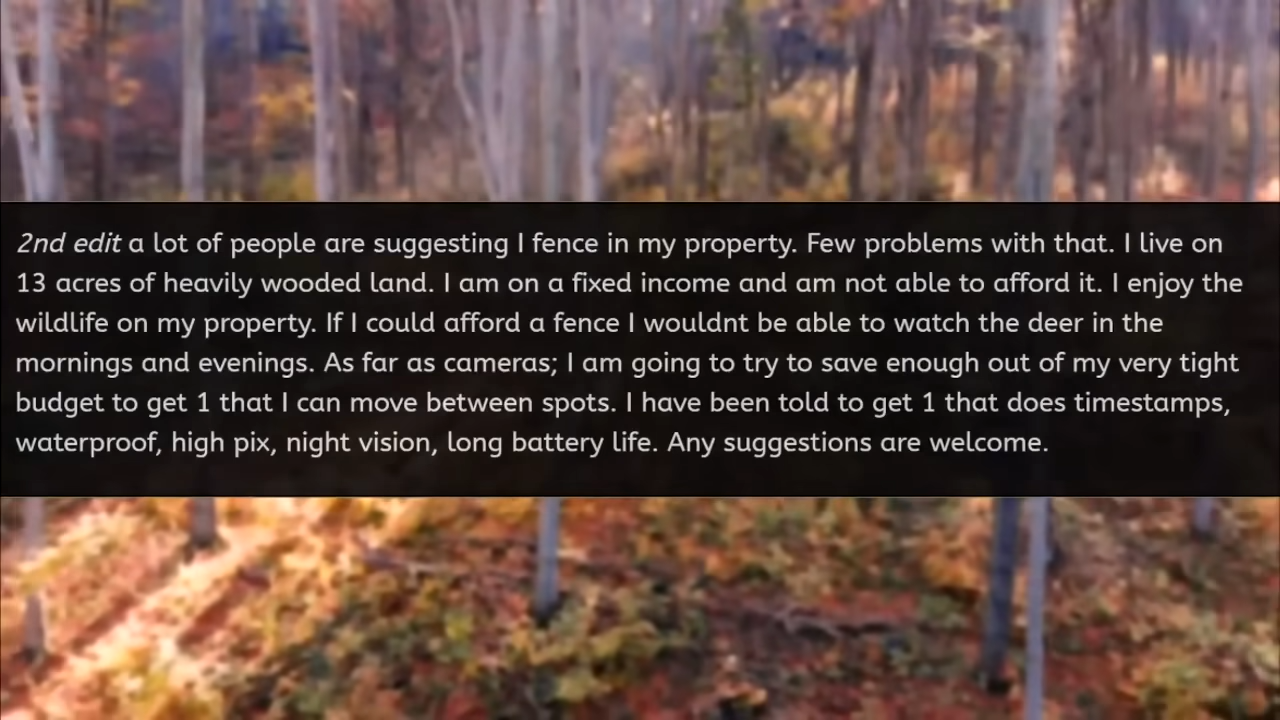 2nd edit a lot of people are suggesting I fence in my property. Few problems with that. I live on
13 acres of heavily wooded land. I am on a fixed income and am not able to afford it. I enjoy the
wildlife on my property. If I could afford a fence I wouldnt be able to watch the deer in the
mornings and evenings. As far as cameras; I am going to try to save enough out of my very tight
budget to get 1 that I can move between spots. I have been told to get 1 that does timestamps,
waterproof, high pix, night vision, long battery life. Any suggestions are welcome.